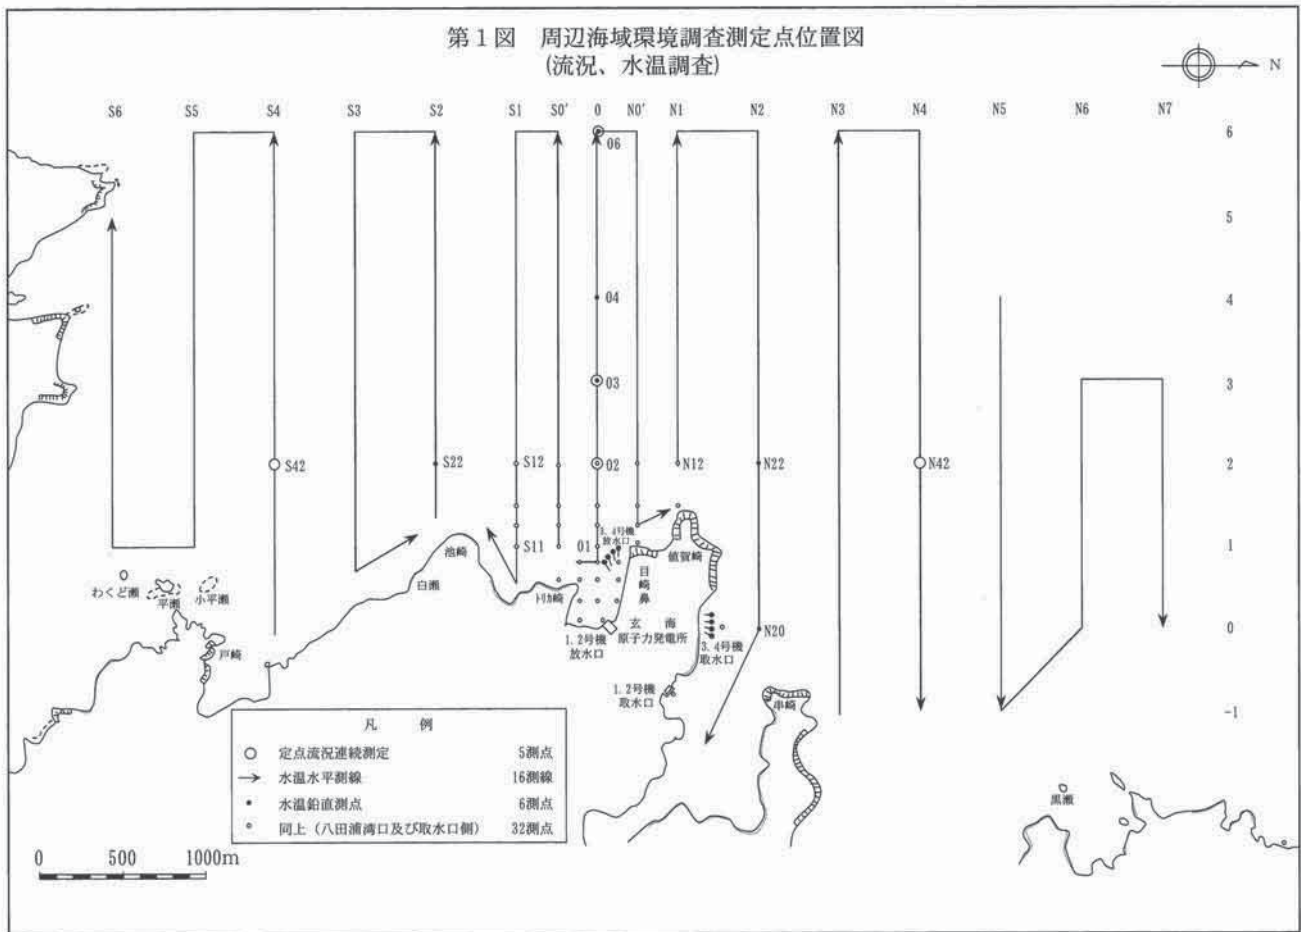 第1図 周辺海域環境調査測定点位置図
(流況、水温調査)
N
S6 S5 S4 S3 S2 S1 S0' 0 N0' N1 N2 N3 N4 N5 N6 N7
6
06
5
4
04
3
03
2
S42 S22 S12 02 N12 N22 N42
3.4号機
放水口
1
S11 01
池崎
値賀崎
白瀬
わくど瀬
平瀬
小平瀬
トリカ崎
日崎鼻
0
玄海
原子力発電所
N20
1.2号機
放水口
3.4号機
取水口
戸崎
1.2号機
取水口
串崎
-1
黒瀬
凡例
定点流況連続測定 5測点
水温水平測線 16測線
水温鉛直測点 6測点
同上(八田浦湾口及び取水口側) 32測点
0 500 1000m